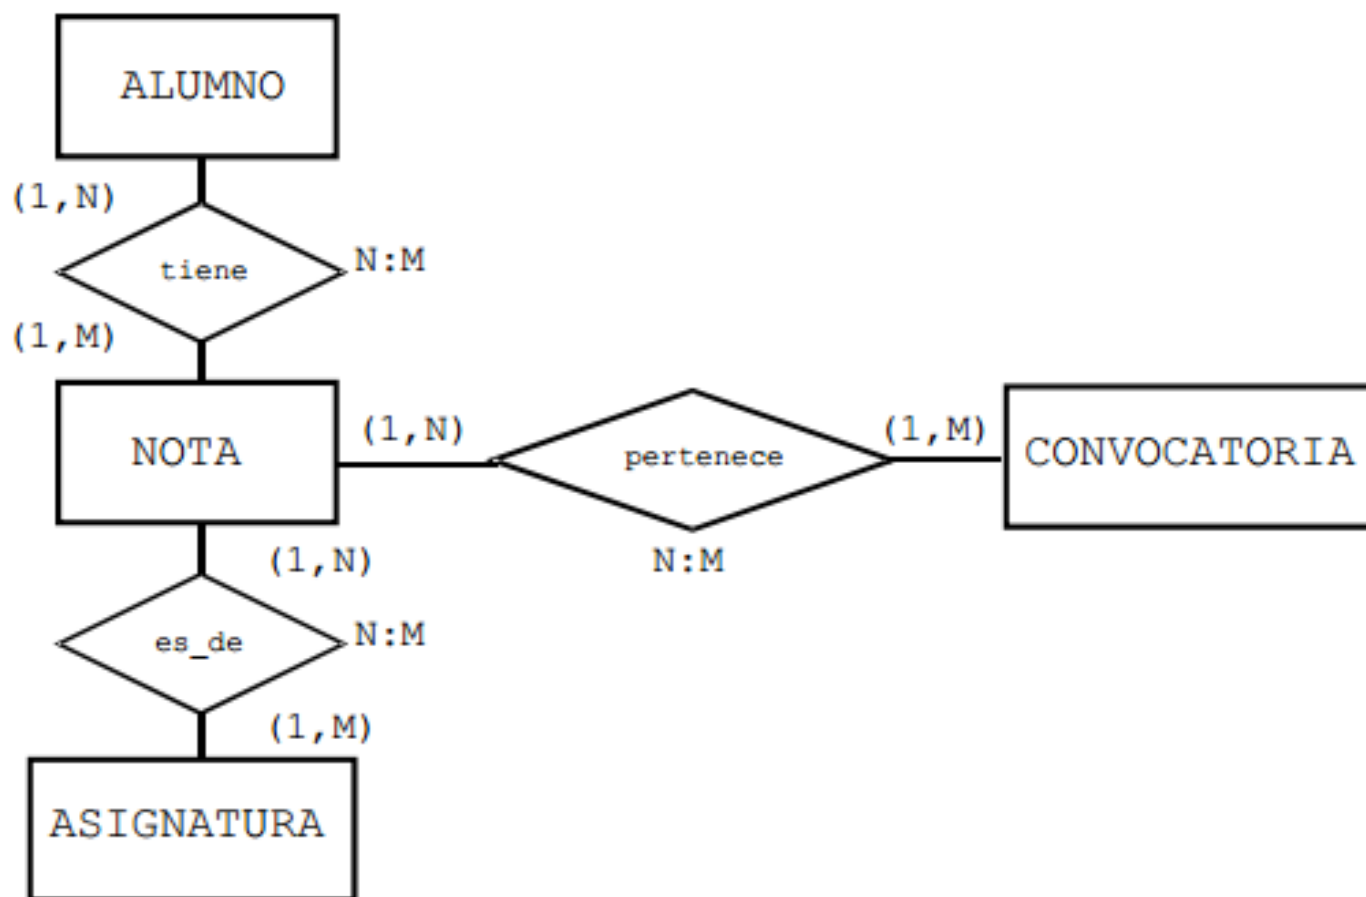 ALUMNO
(1,N)
tiene
N:M
(1,M)
NOTA
(1,N)
pertenece
(1,M)
CONVOCATORIA
N:M
(1,N)
es_de
N:M
(1,M)
ASIGNATURA